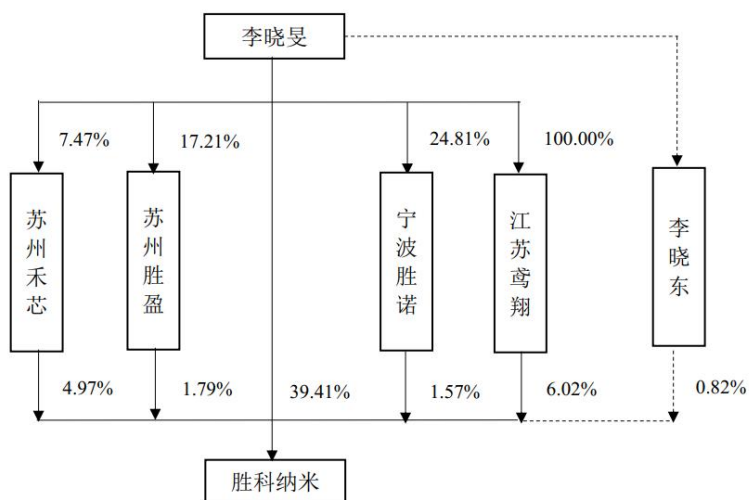 李晓旻
7.47%
17.21%
24.81%
100.00%
苏州禾芯
苏州胜盈
宁波胜诺
江苏鸢翔
李晓东
4.97%
1.79%
39.41%
1.57%
6.02%
0.82%
胜科纳米